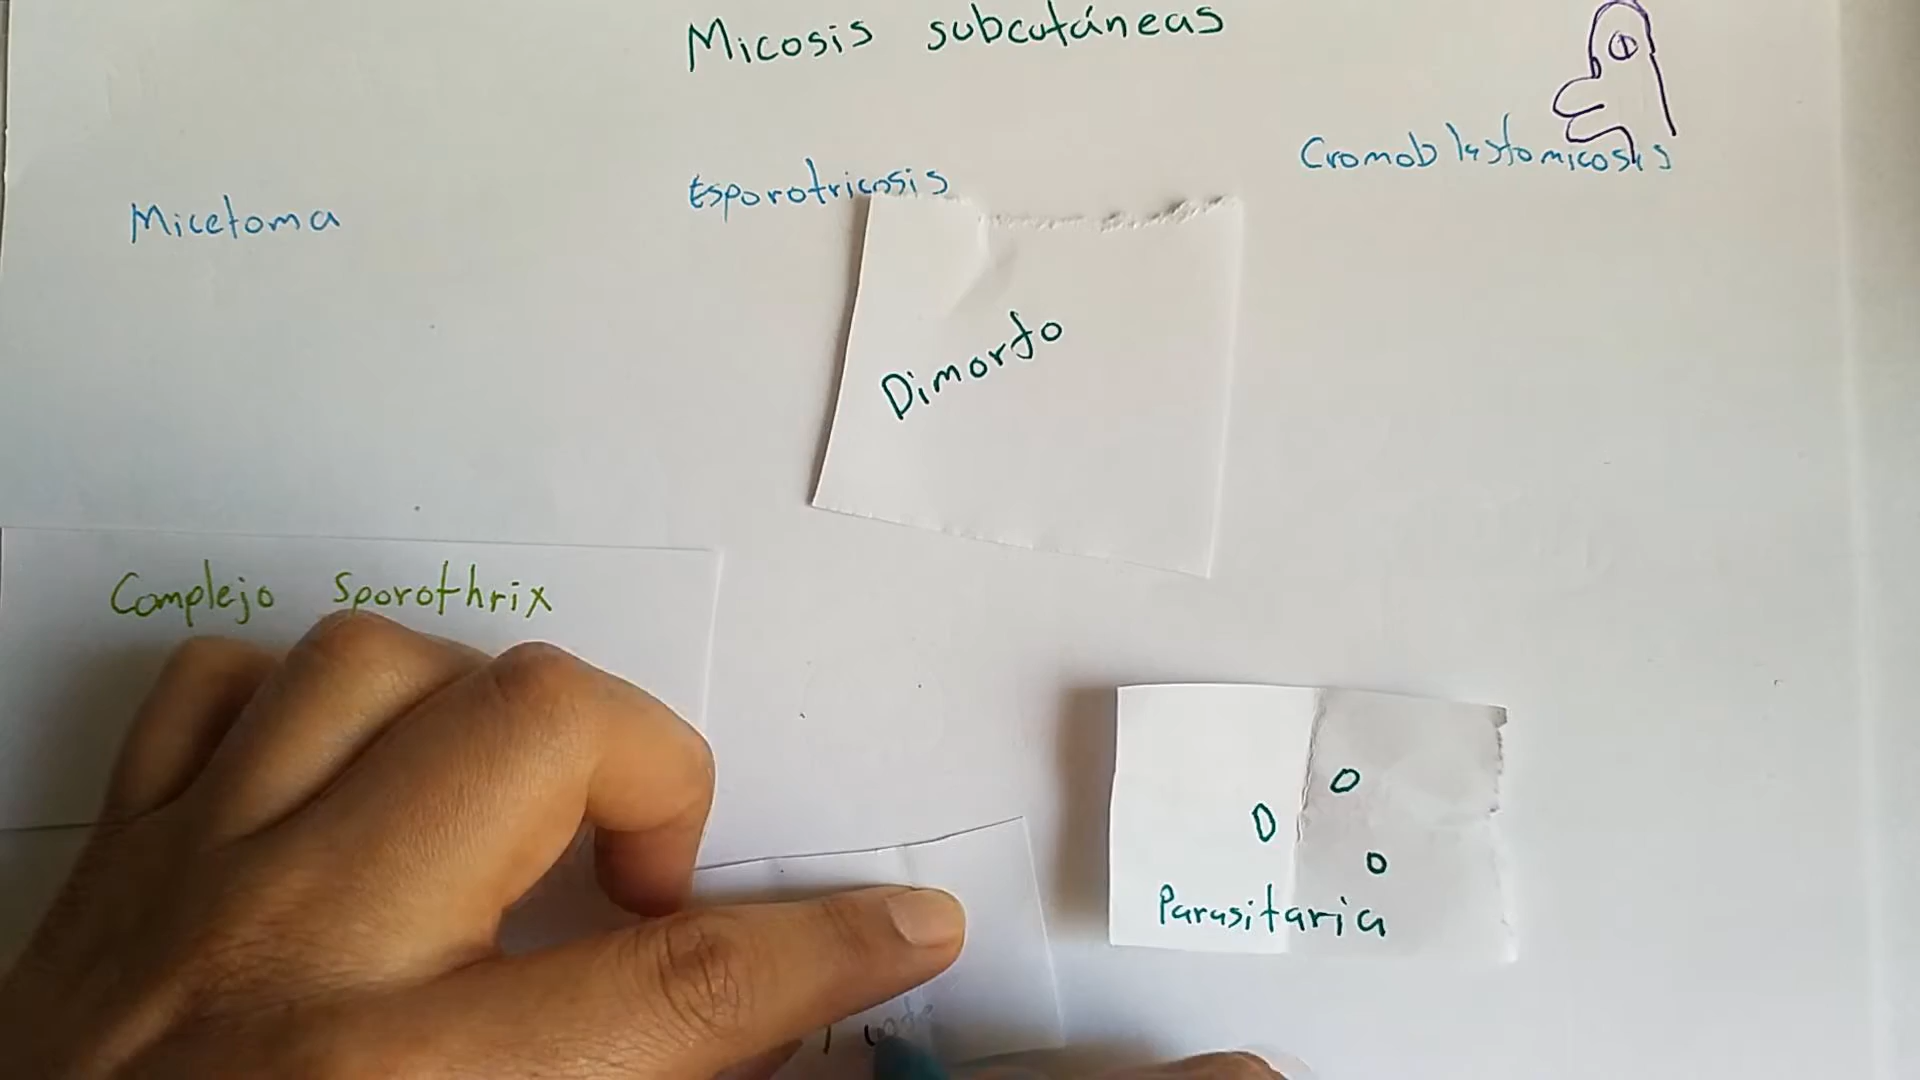 Micosis subcutáneas
Cromoblastomicosis
Esporotricosis
Micetoma
Dimorfo
Complejo Sporothrix
Parasitaria